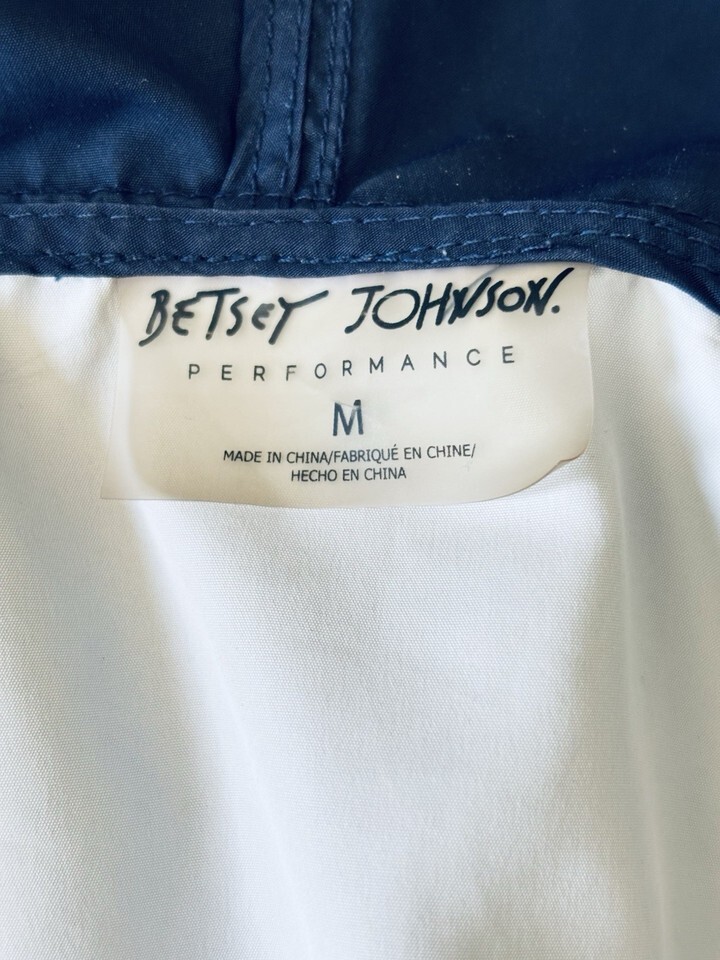 BETSEY JOHNSON.
PERFORMANCE
M
MADE IN CHINA/FABRIQUÉ EN CHINE/
HECHO EN CHINA